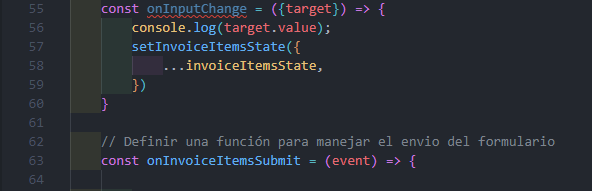 55 const onInputChange = ({target}) => {
56 console.log(target.value);
57 setInvoiceItemsState({
58 ...invoiceItemsState,
59 })
60 }
61
62 // Definir una función para manejar el envio del formulario
63 const onInvoiceItemsSubmit = (event) => {
64